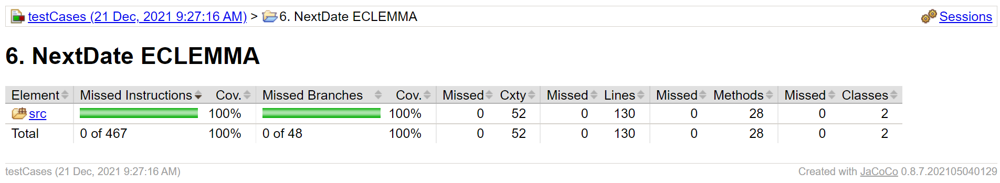 testCases (21 Dec, 2021 9:27:16 AM) > 6. NextDate ECLEMMA Sessions
6. NextDate ECLEMMA
Element Missed Instructions Cov. Missed Branches Cov. Missed Cxty Missed Lines Missed Methods Missed Classes
src 100% 100% 0 52 0 130 0 28 0 2
Total 0 of 467 100% 0 of 48 100% 0 52 0 130 0 28 0 2
testCases (21 Dec, 2021 9:27:16 AM) Created with JaCoCo 0.8.7.202105040129